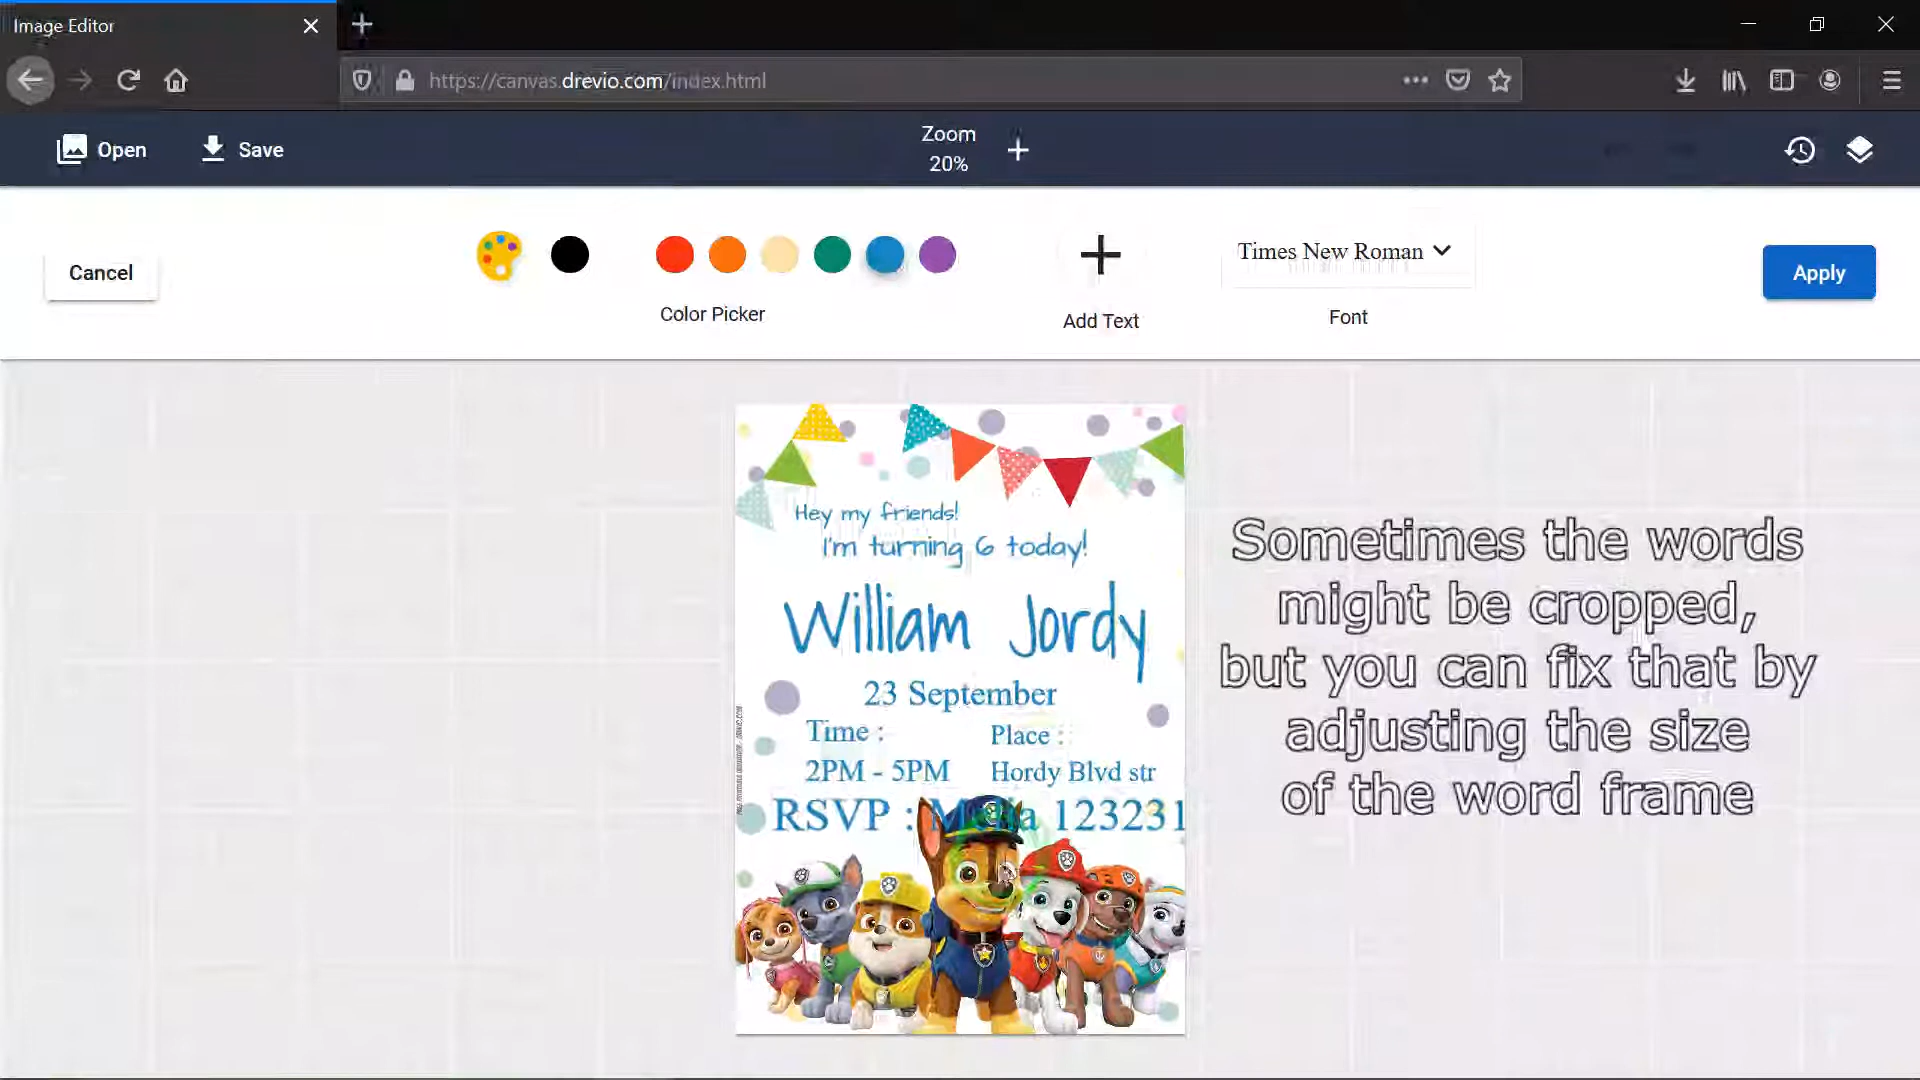 Image Editor
https://canvas.drevio.com/index.html
Open
Save
Zoom
20%
Cancel
Color Picker
Add Text
Times New Roman
Font
Apply
Hey my friends!
I'm turning 6 today!
William Jordy
23 September
Time :
Place :
2PM - 5PM
Hordy Blvd str
RSVP : Malia 123231
Sometimes the words
might be cropped,
but you can fix that by
adjusting the size
of the word frame